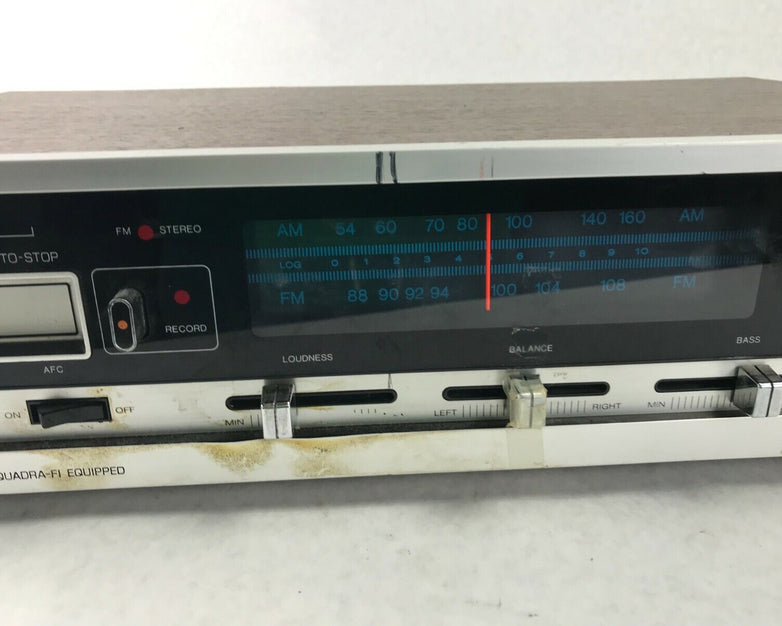 FM STEREO
TO-STOP
RECORD
AM 54 60 70 80 100 140 160 AM
LOG 0 1 2 3 4 6 7 8 9 10
FM 88 90 92 94 100 104 108 FM
AFC
ON OFF
LOUDNESS
MIN
BALANCE
LEFT RIGHT
BASS
MIN
QUADRA-FI EQUIPPED